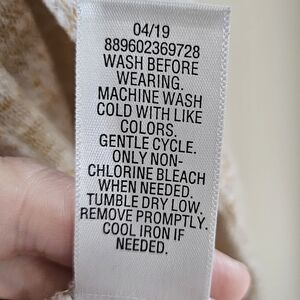 04/19
889602369728
WASH BEFORE
WEARING.
MACHINE WASH
COLD WITH LIKE
COLORS.
GENTLE CYCLE.
ONLY NON-
CHLORINE BLEACH
WHEN NEEDED.
TUMBLE DRY LOW.
REMOVE PROMPTLY.
COOL IRON IF
NEEDED.